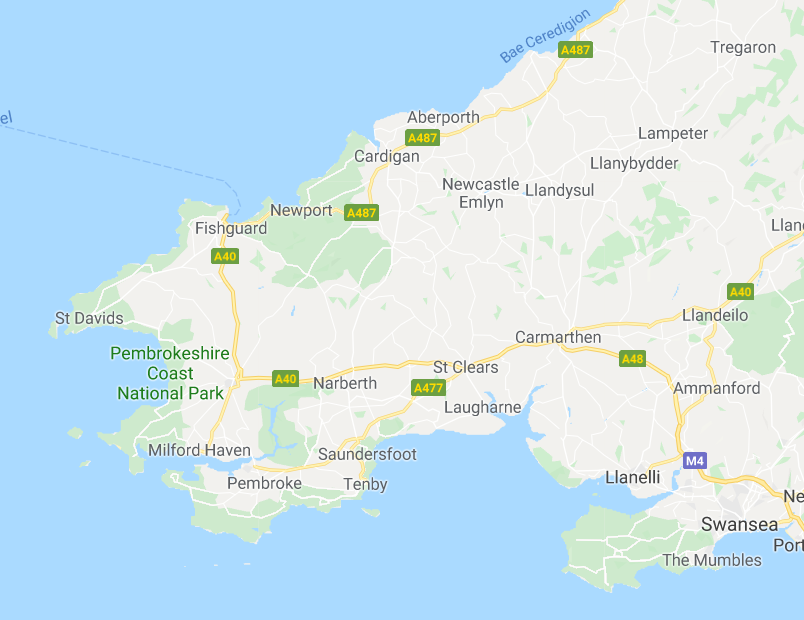 Bae Ceredigion
A487
Tregaron
el
Aberporth
A487
Lampeter
Cardigan
Llanybydder
Newcastle
Emlyn
Llandysul
Newport
A487
Fishguard
Llan
A40
A40
St Davids
Llandeilo
Carmarthen
Pembrokeshire
Coast
National Park
A48
St Clears
A40
Narberth
A477
Ammanford
Laugharne
Milford Haven
Saundersfoot
M4
Pembroke
Tenby
Llanelli
Ne
Swansea
Port
The Mumbles